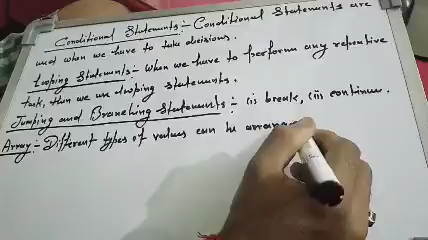 Conditional Statements :- Conditional Statements are
used when we have to take decisions.
Looping Statements :- When we have to perform any repeative
task, then we use looping statements.
Jumping and Branching Statements :- (i) break, (ii) continue.
Array :- Different types of values can be arrange